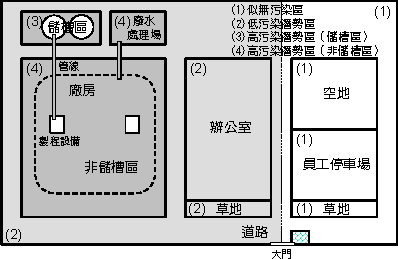 (3) 儲槽區
(4) 廢水
處理場
(1) 似無污染區
(2) 低污染潛勢區
(3) 高污染潛勢區（儲槽區）
(4) 高污染潛勢區（非儲槽區）
(1)
(4)
管線
廠房
製程設備
非儲槽區
(2)
辦公室
(2) 草地
(1)
空地
(1)
員工停車場
(1) 草地
(2)
道路
大門